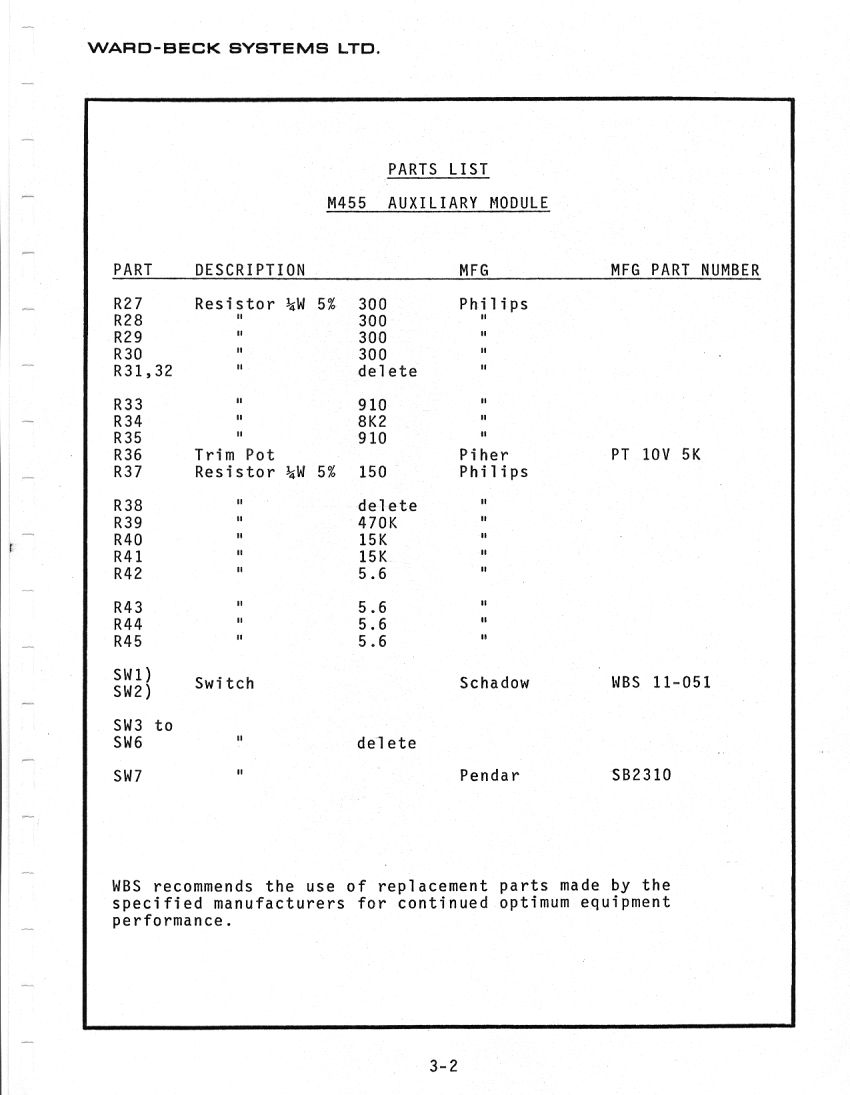 WARD-BECK SYSTEMS LTD.
PARTS LIST
M455 AUXILIARY MODULE
PART DESCRIPTION MFG MFG PART NUMBER
R27 Resistor ¼W 5% 300 Philips
R28 " 300 "
R29 " 300 "
R30 " 300 "
R31,32 " delete "
R33 " 910 "
R34 " 8K2 "
R35 " 910 "
R36 Trim Pot Piher PT 10V 5K
R37 Resistor ¼W 5% 150 Philips
R38 " delete "
R39 " 470K "
R40 " 15K "
R41 " 15K "
R42 " 5.6 "
R43 " 5.6 "
R44 " 5.6 "
R45 " 5.6 "
SW1)
SW2) Switch Schadow WBS 11-051
SW3 to
SW6 " delete
SW7 " Pendar SB2310
WBS recommends the use of replacement parts made by the
specified manufacturers for continued optimum equipment
performance.
3-2